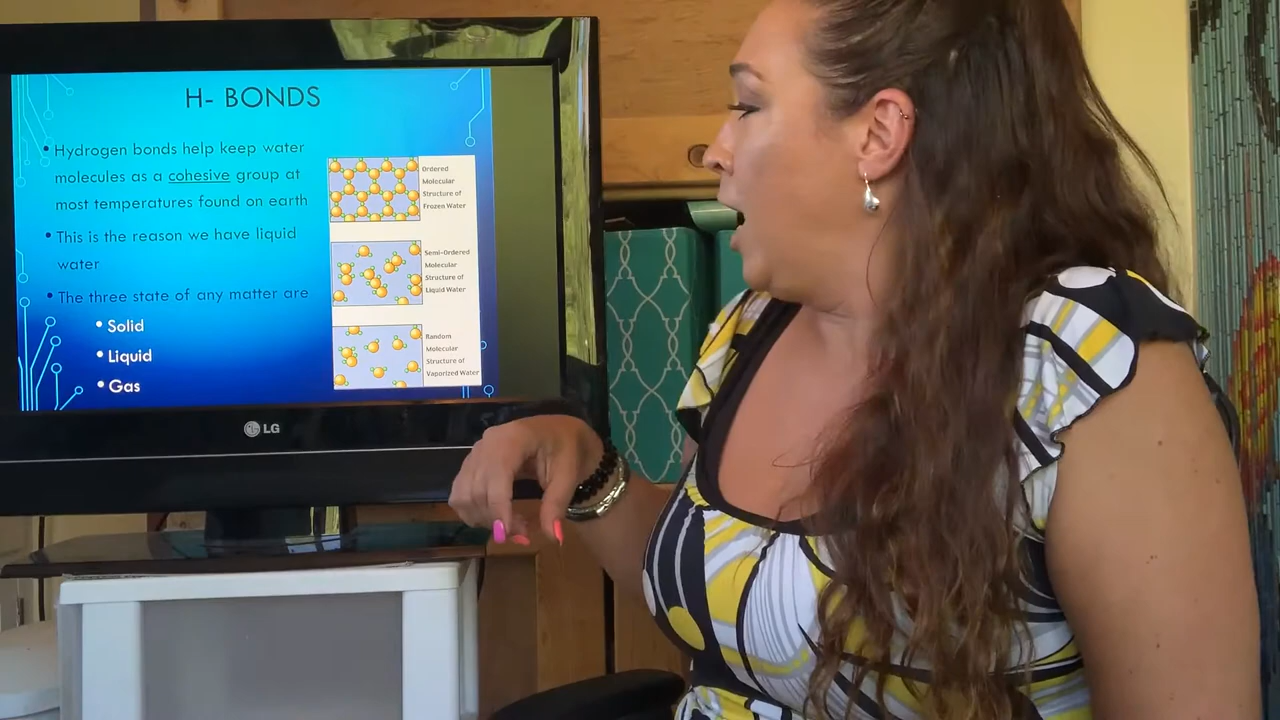 H- BONDS
• Hydrogen bonds help keep water
molecules as a cohesive group at
most temperatures found on earth
• This is the reason we have liquid
water
• The three state of any matter are
• Solid
• Liquid
• Gas
Ordered
Molecular
Structure of
Frozen Water
Semi-Ordered
Molecular
Structure of
Liquid Water
Random
Molecular
Structure of
Vaporized Water
LG